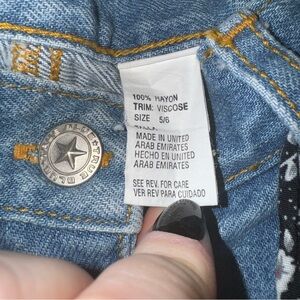 100% RAYON
TRIM: VISCOSE
SIZE 5/6
MADE IN UNITED
ARAB EMIRATES
HECHO EN UNITED
ARAB EMIRATES
SEE REV. FOR CARE
VER REV PARA CUIDADO